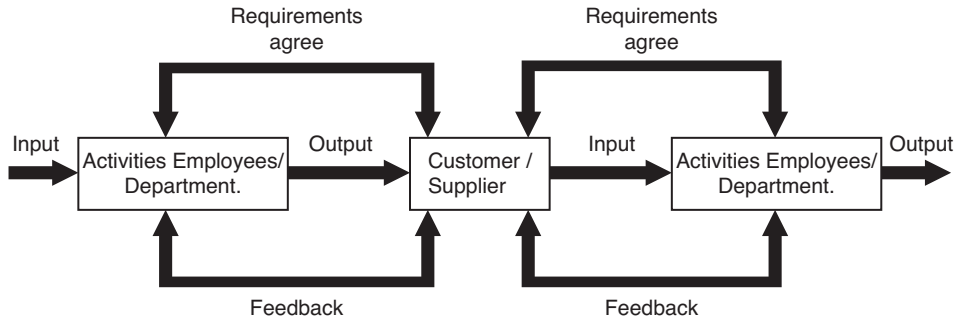 Requirements
agree
Requirements
agree
Input
Activities Employees/
Department.
Output
Customer /
Supplier
Input
Activities Employees/
Department.
Output
Feedback
Feedback